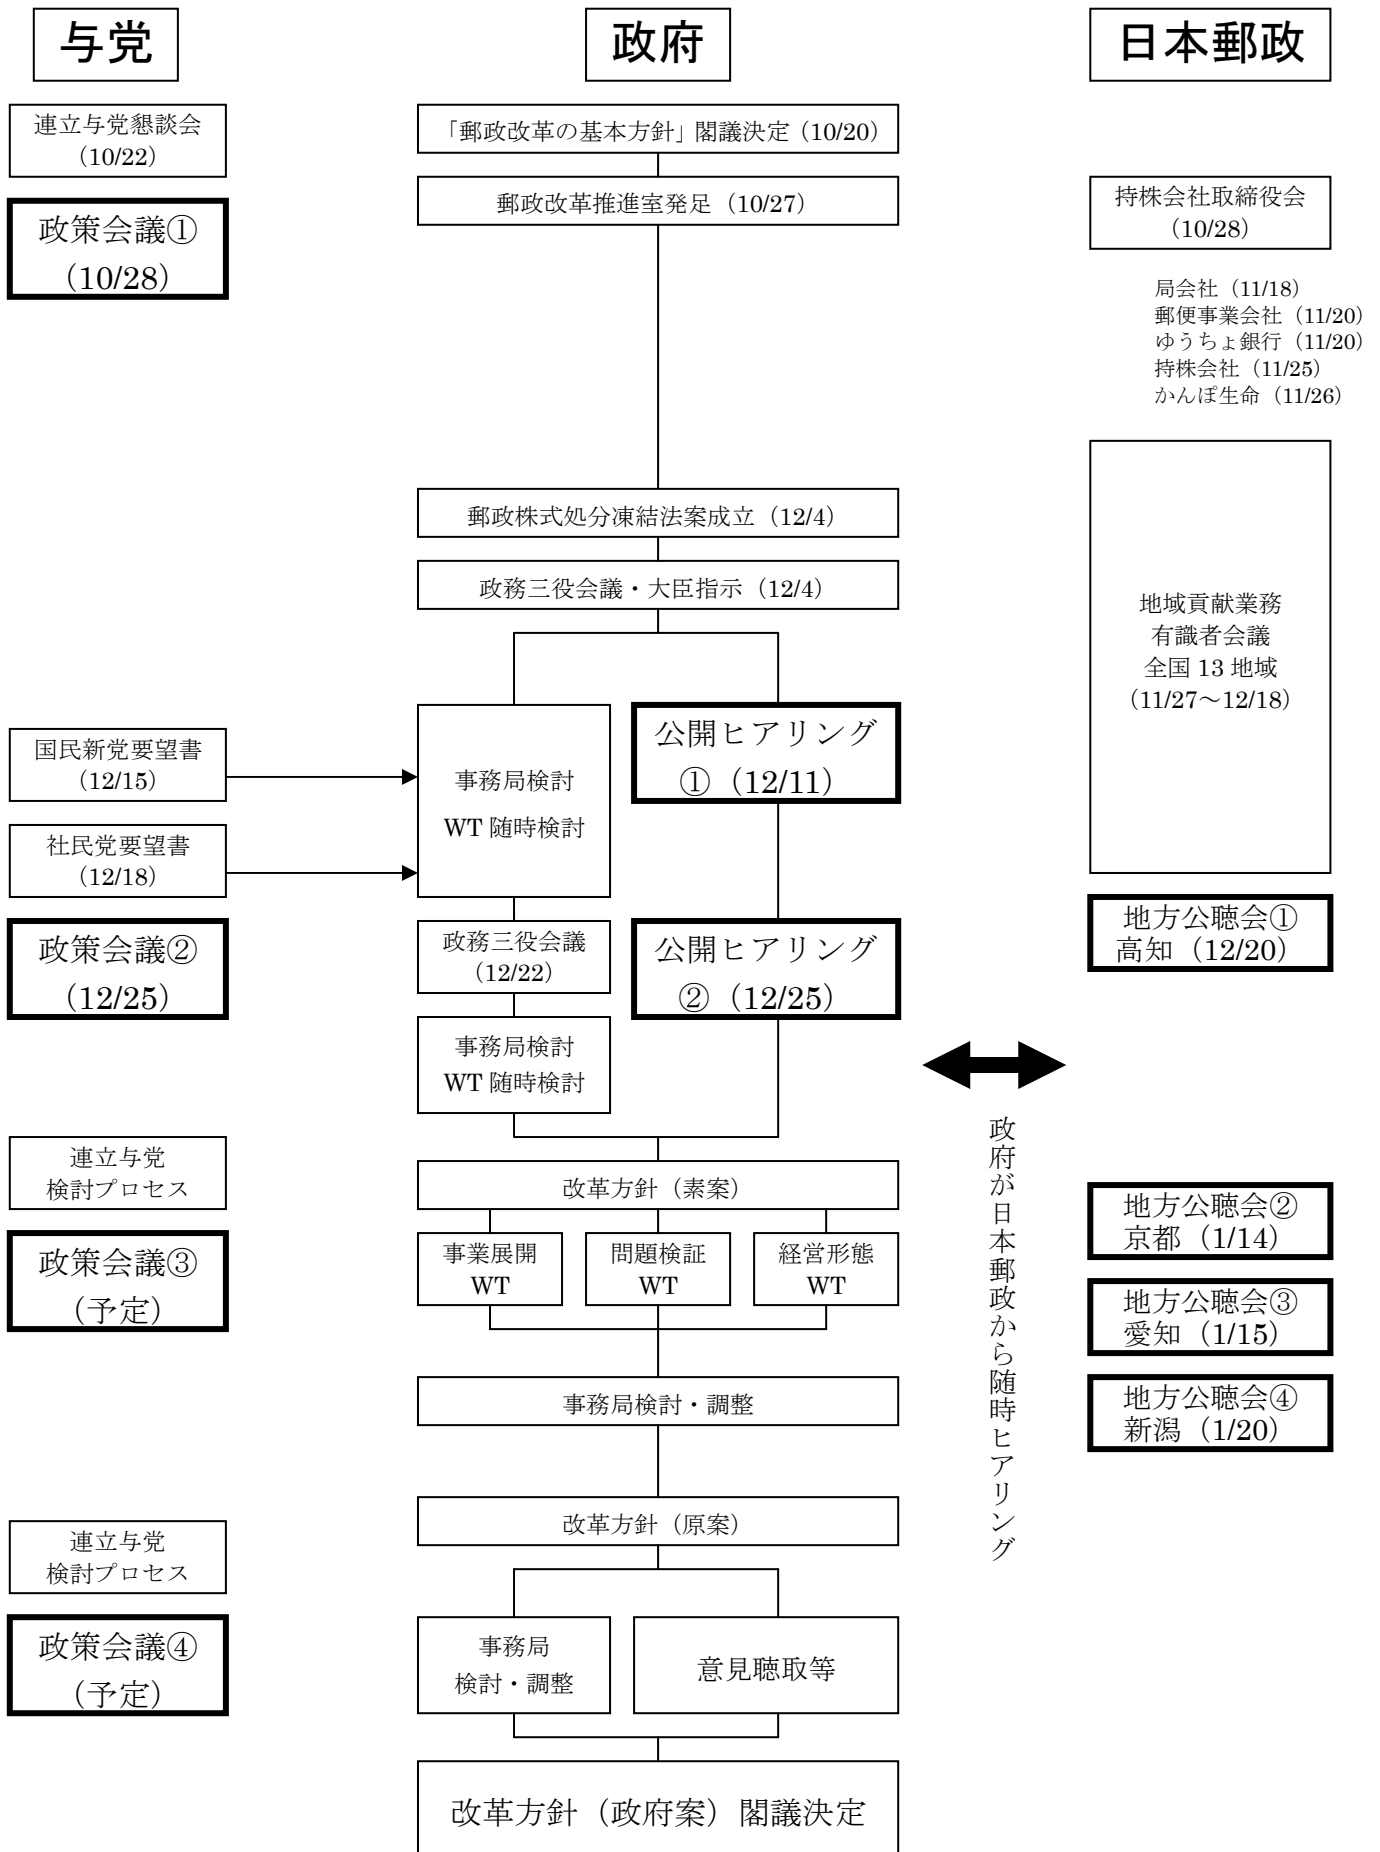 与党
政府
日本郵政
連立与党懇談会
（10/22）
「郵政改革の基本方針」閣議決定（10/20）
郵政改革推進室発足（10/27）
持株会社取締役会
（10/28）
政策会議①
（10/28）
局会社（11/18）
郵便事業会社（11/20）
ゆうちょ銀行（11/20）
持株会社（11/25）
かんぽ生命（11/26）
郵政株式処分凍結法案成立（12/4）
政務三役会議・大臣指示（12/4）
地域貢献業務
有識者会議
全国 13 地域
（11/27～12/18）
国民新党要望書
（12/15）
社民党要望書
（12/18）
事務局検討
WT 随時検討
公開ヒアリング
①（12/11）
政策会議②
（12/25）
政務三役会議
（12/22）
公開ヒアリング
②（12/25）
地方公聴会①
高知（12/20）
事務局検討
WT 随時検討
政府が日本郵政から随時ヒアリング
連立与党
検討プロセス
改革方針（素案）
政策会議③
（予定）
事業展開
WT
問題検証
WT
経営形態
WT
地方公聴会②
京都（1/14）
地方公聴会③
愛知（1/15）
地方公聴会④
新潟（1/20）
事務局検討・調整
改革方針（原案）
連立与党
検討プロセス
政策会議④
（予定）
事務局
検討・調整
意見聴取等
改革方針（政府案）閣議決定